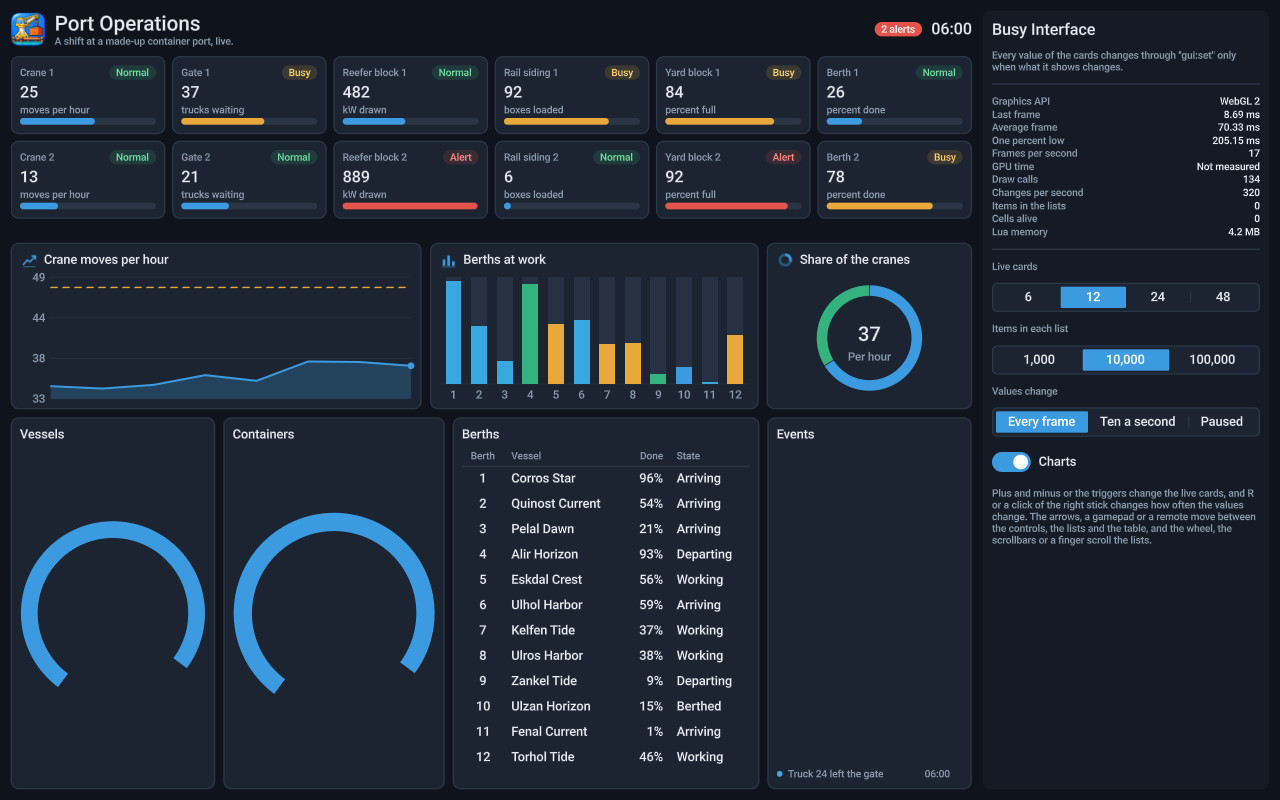 Port Operations
A shift at a made-up container port, live.
2 alerts
06:00
Crane 1
Normal
25
moves per hour
Gate 1
Busy
37
trucks waiting
Reefer block 1
Normal
482
kW drawn
Rail siding 1
Busy
92
boxes loaded
Yard block 1
Busy
84
percent full
Berth 1
Normal
26
percent done
Crane 2
Normal
13
moves per hour
Gate 2
Normal
21
trucks waiting
Reefer block 2
Alert
889
kW drawn
Rail siding 2
Normal
6
boxes loaded
Yard block 2
Alert
92
percent full
Berth 2
Busy
78
percent done
Crane moves per hour
49
44
38
33
Berths at work
1 2 3 4 5 6 7 8 9 10 11 12
Share of the cranes
37
Per hour
Vessels
Containers
Berths
Berth Vessel Done State
1 Corros Star 96% Arriving
2 Quinost Current 54% Arriving
3 Pelal Dawn 21% Arriving
4 Alir Horizon 93% Departing
5 Eskdal Crest 56% Working
6 Ulhol Harbor 59% Arriving
7 Kelfen Tide 37% Working
8 Ulros Harbor 38% Working
9 Zankel Tide 9% Departing
10 Ulzan Horizon 15% Berthed
11 Fenal Current 1% Arriving
12 Torhol Tide 46% Working
Events
Truck 24 left the gate 06:00
Busy Interface
Every value of the cards changes through "gui:set" only
when what it shows changes.
Graphics API WebGL 2
Last frame 8.69 ms
Average frame 70.33 ms
One percent low 205.15 ms
Frames per second 17
GPU time Not measured
Draw calls 134
Changes per second 320
Items in the lists 0
Cells alive 0
Lua memory 4.2 MB
Live cards
6 12 24 48
Items in each list
1,000 10,000 100,000
Values change
Every frame Ten a second Paused
Charts
Plus and minus or the triggers change the live cards, and R
or a click of the right stick changes how often the values
change. The arrows, a gamepad or a remote move between
the controls, the lists and the table, and the wheel, the
scrollbars or a finger scroll the lists.